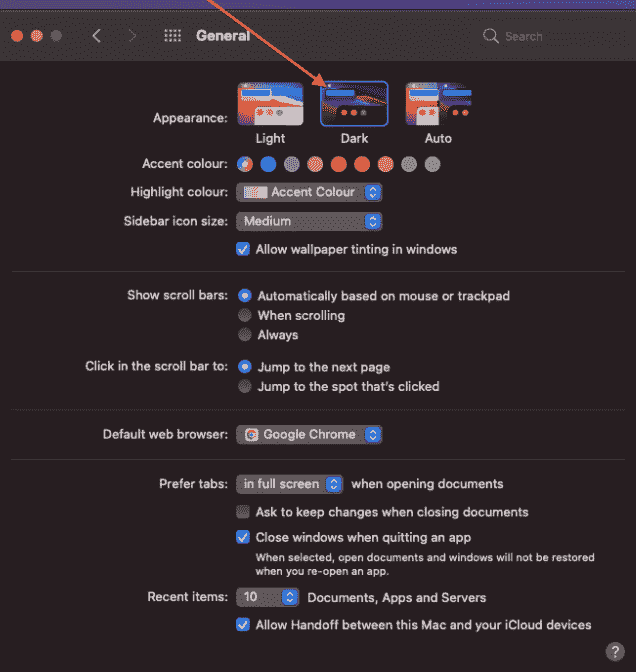 General
Search
Appearance:
Light Dark Auto
Accent colour:
Highlight colour: Accent Colour
Sidebar icon size: Medium
Allow wallpaper tinting in windows
Show scroll bars: Automatically based on mouse or trackpad
When scrolling
Always
Click in the scroll bar to: Jump to the next page
Jump to the spot that's clicked
Default web browser: Google Chrome
Prefer tabs: in full screen when opening documents
Ask to keep changes when closing documents
Close windows when quitting an app
When selected, open documents and windows will not be restored
when you re-open an app.
Recent items: 10 Documents, Apps and Servers
Allow Handoff between this Mac and your iCloud devices
?